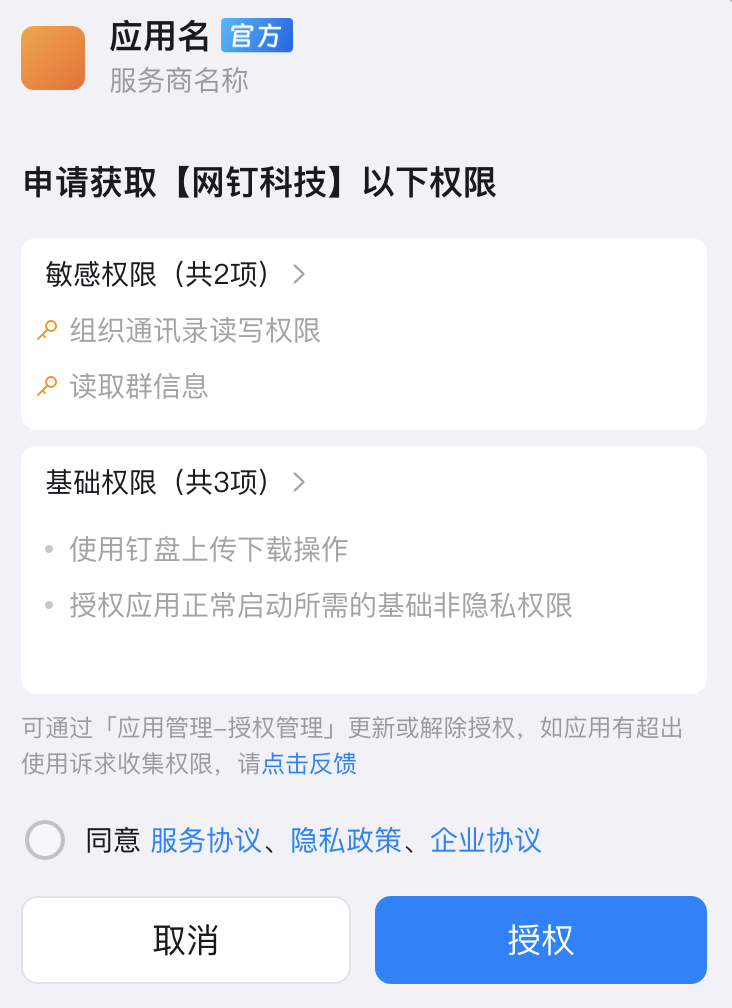 应用名 官方
服务商名称
申请获取【网钉科技】以下权限
敏感权限（共2项）
组织通讯录读写权限
读取群信息
基础权限（共3项）
使用钉盘上传下载操作
授权应用正常启动所需的基础非隐私权限
可通过「应用管理-授权管理」更新或解除授权，如应用有超出
使用诉求收集权限，请点击反馈
同意 服务协议、隐私政策、企业协议
取消 授权